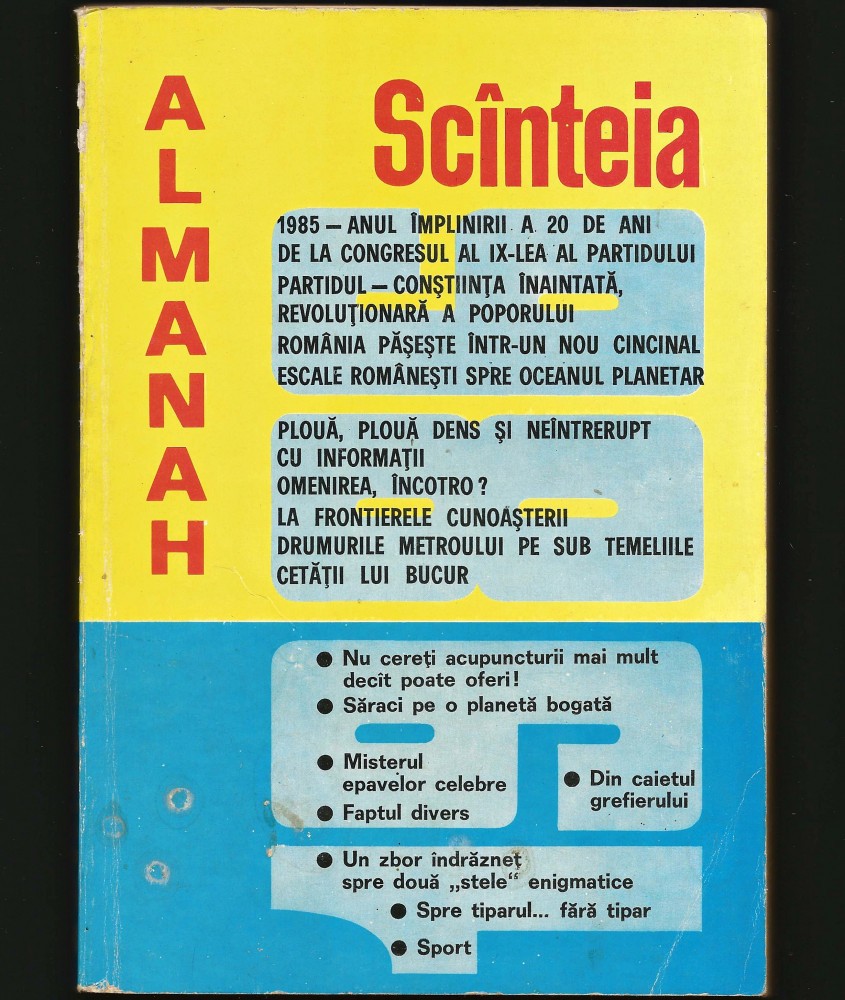 ALMANAH
Scînteia
1985 – ANUL ÎMPLINIRII A 20 DE ANI
DE LA CONGRESUL AL IX-LEA AL PARTIDULUI
PARTIDUL – CONŞTIINŢA ÎNAINTATĂ,
REVOLUŢIONARĂ A POPORULUI
ROMÂNIA PĂŞEŞTE ÎNTR-UN NOU CINCINAL
ESCALE ROMÂNEŞTI SPRE OCEANUL PLANETAR
PLOUĂ, PLOUĂ DENS ŞI NEÎNTRERUPT
CU INFORMAŢII
OMENIREA, ÎNCOTRO?
LA FRONTIERELE CUNOAŞTERII
DRUMURILE METROULUI PE SUB TEMELIILE
CETĂŢII LUI BUCUR
● Nu cereţi acupuncturii mai mult
decît poate oferi!
● Săraci pe o planetă bogată
● Misterul
epavelor celebre
● Din caietul
grefierului
● Faptul divers
● Un zbor îndrăzneţ
spre două „stele“ enigmatice
● Spre tiparul... fără tipar
● Sport